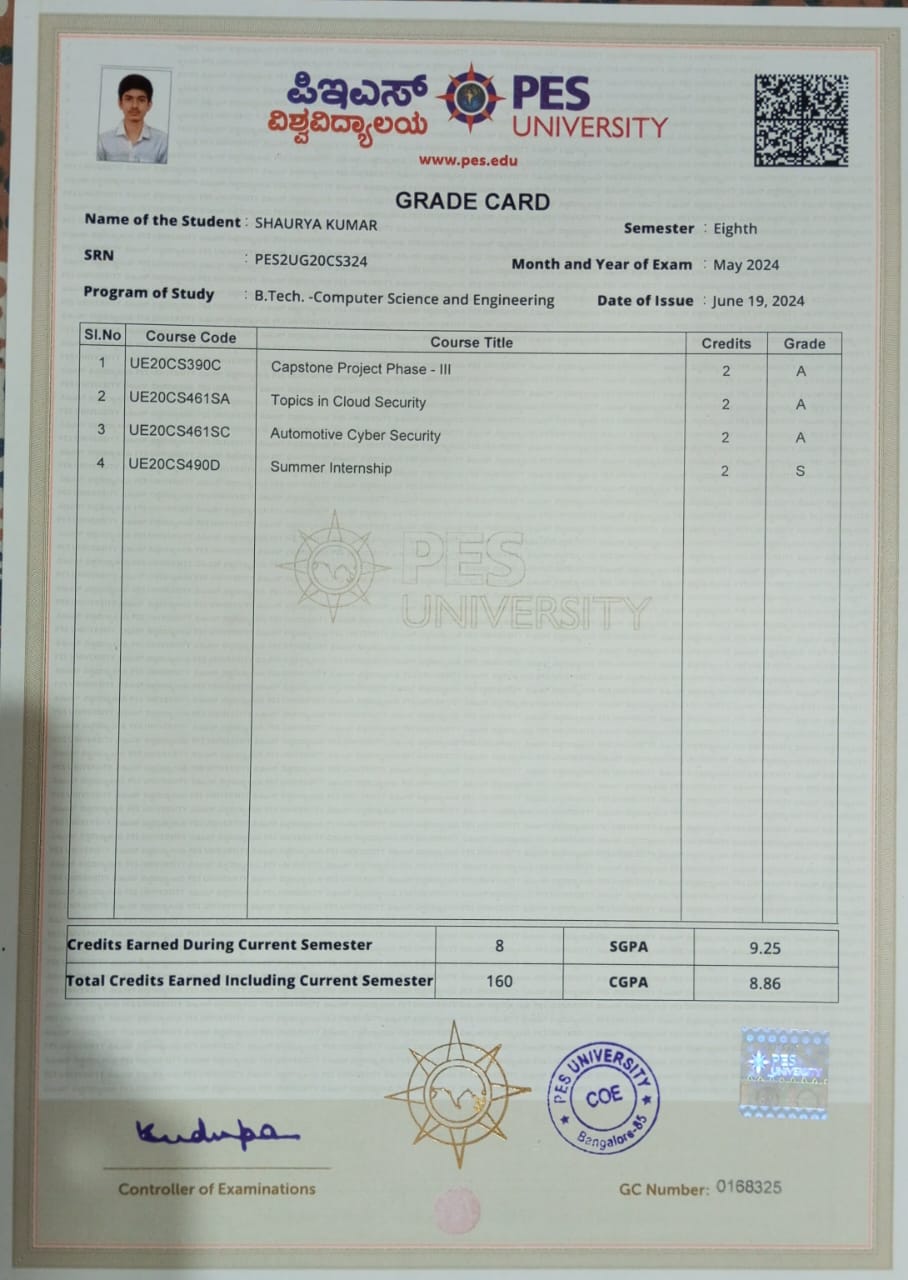 ಪಿಇಎಸ್ PES
ವಿಶ್ವವಿದ್ಯಾಲಯ UNIVERSITY
www.pes.edu
GRADE CARD
Name of the Student : SHAURYA KUMAR
Semester : Eighth
SRN : PES2UG20CS324
Month and Year of Exam : May 2024
Program of Study : B.Tech. -Computer Science and Engineering
Date of Issue : June 19, 2024
Sl.No Course Code Course Title Credits Grade
1 UE20CS390C Capstone Project Phase - III 2 A
2 UE20CS461SA Topics in Cloud Security 2 A
3 UE20CS461SC Automotive Cyber Security 2 A
4 UE20CS490D Summer Internship 2 S
PES
UNIVERSITY
Credits Earned During Current Semester 8 SGPA 9.25
Total Credits Earned Including Current Semester 160 CGPA 8.86
PES UNIVERSITY
COE
Bangalore-85
PES
UNIVERSITY
Controller of Examinations
GC Number: 0168325